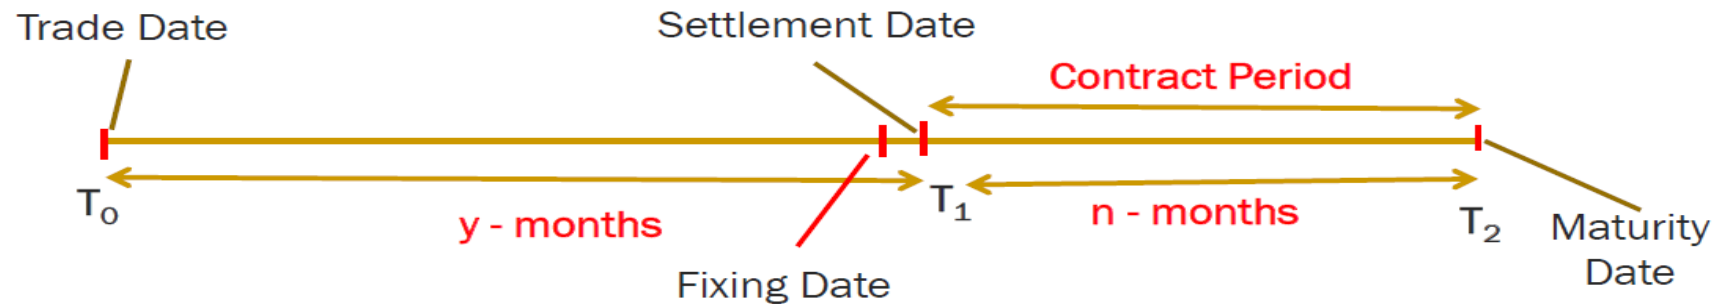 Trade Date
Settlement Date
Contract Period
T₀
y - months
T₁
n - months
T₂
Fixing Date
Maturity
Date